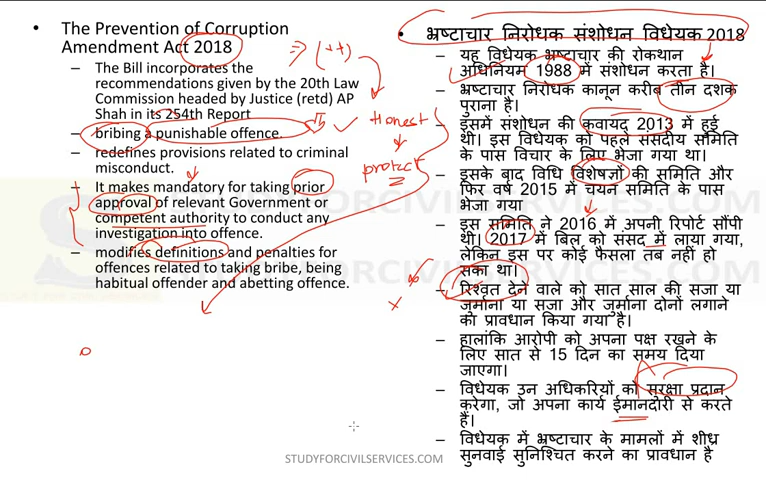 The Prevention of Corruption
Amendment Act 2018
– The Bill incorporates the
recommendations given by the 20th Law
Commission headed by Justice (retd) AP
Shah in its 254th Report
– bribing a punishable offence.
– redefines provisions related to criminal
misconduct.
– It makes mandatory for taking prior
approval of relevant Government or
competent authority to conduct any
investigation into offence.
– modifies definitions and penalties for
offences related to taking bribe, being
habitual offender and abetting offence.
(++)
Honest
protect
भ्रष्टाचार निरोधक संशोधन विधेयक 2018
– यह विधेयक भ्रष्टाचार की रोकथान
अधिनियम 1988 में संशोधन करता है।
– भ्रष्टाचार निरोधक कानून करीब तीन दशक
पुराना है।
– इसमें संशोधन की कवायद 2013 में हुई
थी। इस विधेयक को पहले संसदीय समिति
के पास विचार के लिए भेजा गया था।
– इसके बाद विधि विशेषज्ञों की समिति और
फिर वर्ष 2015 में चयन समिति के पास
भेजा गया
– इस समिति ने 2016 में अपनी रिपोर्ट सौंपी
थी। 2017 में बिल को संसद में लाया गया,
लेकिन इस पर कोई फैसला तब नहीं हो
सका था।
– रिश्वत देने वाले को सात साल की सजा या
जुर्माना या सजा और जुर्माना दोनों लगाने
का प्रावधान किया गया है।
– हालांकि आरोपी को अपना पक्ष रखने के
लिए सात से 15 दिन का समय दिया
जाएगा।
– विधेयक उन अधिकरियों को सुरक्षा प्रदान
करेगा, जो अपना कार्य ईमानदारी से करते
हैं।
– विधेयक में भ्रष्टाचार के मामलों में शीध्र
सुनवाई सुनिश्चित करने का प्रावधान है
STUDYFORCIVILSERVICES.COM